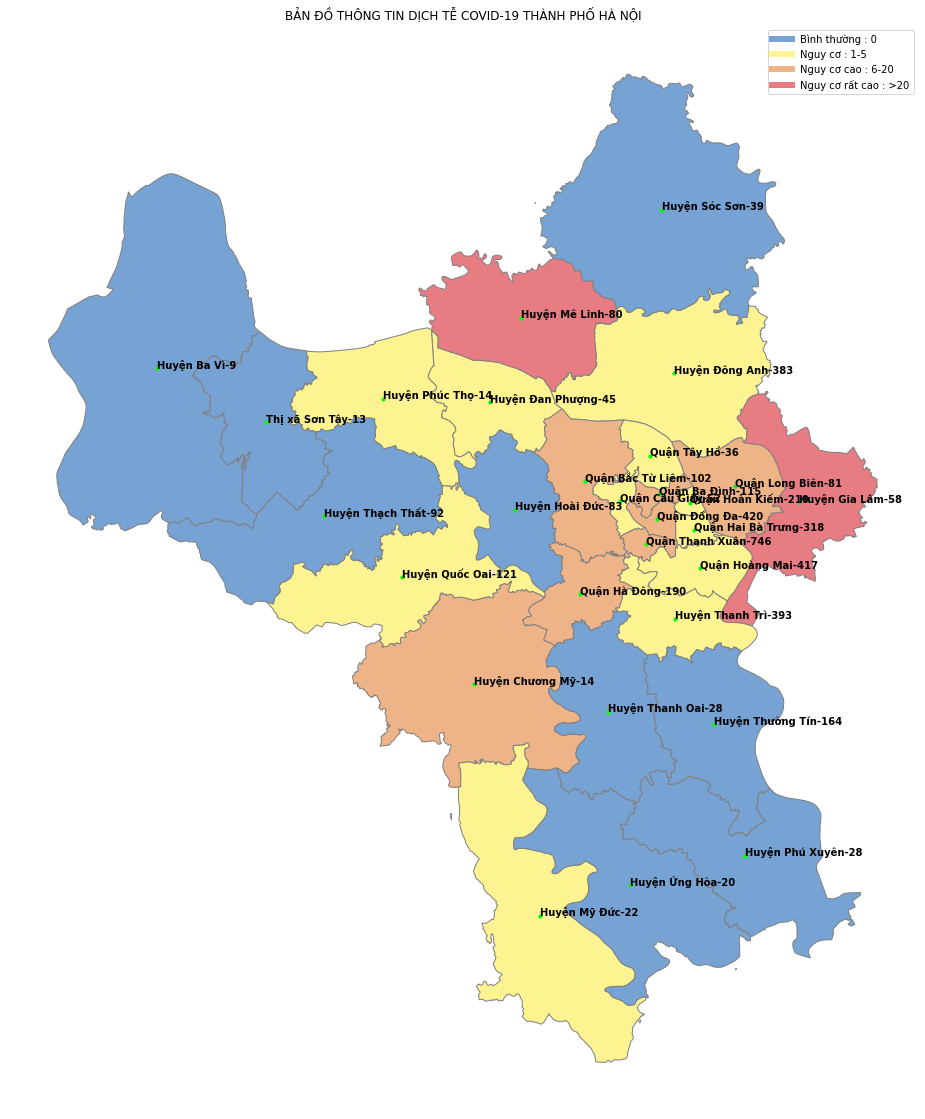 BẢN ĐỒ THÔNG TIN DỊCH TỄ COVID-19 THÀNH PHỐ HÀ NỘI
Bình thường : 0
Nguy cơ : 1-5
Nguy cơ cao : 6-20
Nguy cơ rất cao : >20
Huyện Sóc Sơn-39
Huyện Mê Linh-80
Huyện Ba Vì-9
Huyện Đông Anh-383
Huyện Phúc Thọ-14
Huyện Đan Phượng-45
Thị xã Sơn Tây-13
Quận Tây Hồ-36
Quận Bắc Từ Liêm-102
Quận Long Biên-81
Quận Ba Đình-115
Quận Cầu Giấy-52
Quận Hoàn Kiếm-210
Huyện Gia Lâm-58
Huyện Hoài Đức-83
Huyện Thạch Thất-92
Quận Đống Đa-420
Quận Hai Bà Trưng-318
Quận Thanh Xuân-746
Quận Hoàng Mai-417
Huyện Quốc Oai-121
Quận Hà Đông-190
Huyện Thanh Trì-393
Huyện Chương Mỹ-14
Huyện Thanh Oai-28
Huyện Thường Tín-164
Huyện Phú Xuyên-28
Huyện Ứng Hòa-20
Huyện Mỹ Đức-22